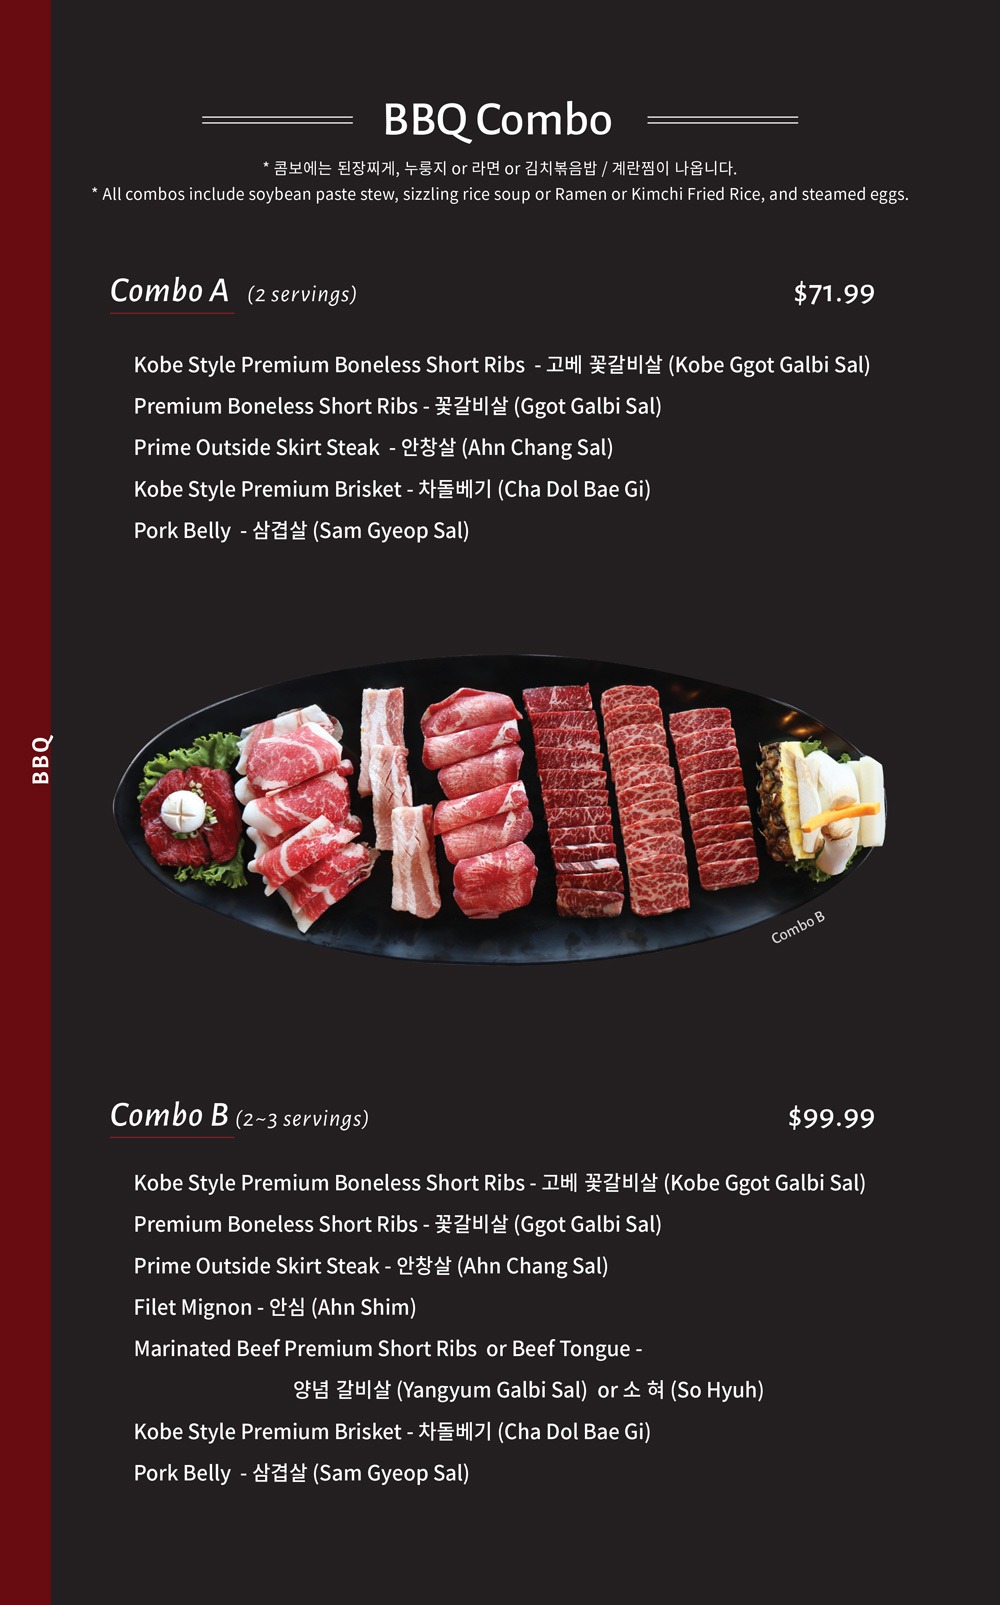 BBQ Combo
* 콤보에는 된장찌게, 누룽지 or 라면 or 김치볶음밥 / 계란찜이 나옵니다.
* All combos include soybean paste stew, sizzling rice soup or Ramen or Kimchi Fried Rice, and steamed eggs.
Combo A (2 servings) $71.99
Kobe Style Premium Boneless Short Ribs - 고베 꽃갈비살 (Kobe Ggot Galbi Sal)
Premium Boneless Short Ribs - 꽃갈비살 (Ggot Galbi Sal)
Prime Outside Skirt Steak - 안창살 (Ahn Chang Sal)
Kobe Style Premium Brisket - 차돌베기 (Cha Dol Bae Gi)
Pork Belly - 삼겹살 (Sam Gyeop Sal)
BBQ
Combo B
Combo B (2~3 servings) $99.99
Kobe Style Premium Boneless Short Ribs - 고베 꽃갈비살 (Kobe Ggot Galbi Sal)
Premium Boneless Short Ribs - 꽃갈비살 (Ggot Galbi Sal)
Prime Outside Skirt Steak - 안창살 (Ahn Chang Sal)
Filet Mignon - 안심 (Ahn Shim)
Marinated Beef Premium Short Ribs or Beef Tongue -
양념 갈비살 (Yangyum Galbi Sal) or 소 혀 (So Hyuh)
Kobe Style Premium Brisket - 차돌베기 (Cha Dol Bae Gi)
Pork Belly - 삼겹살 (Sam Gyeop Sal)